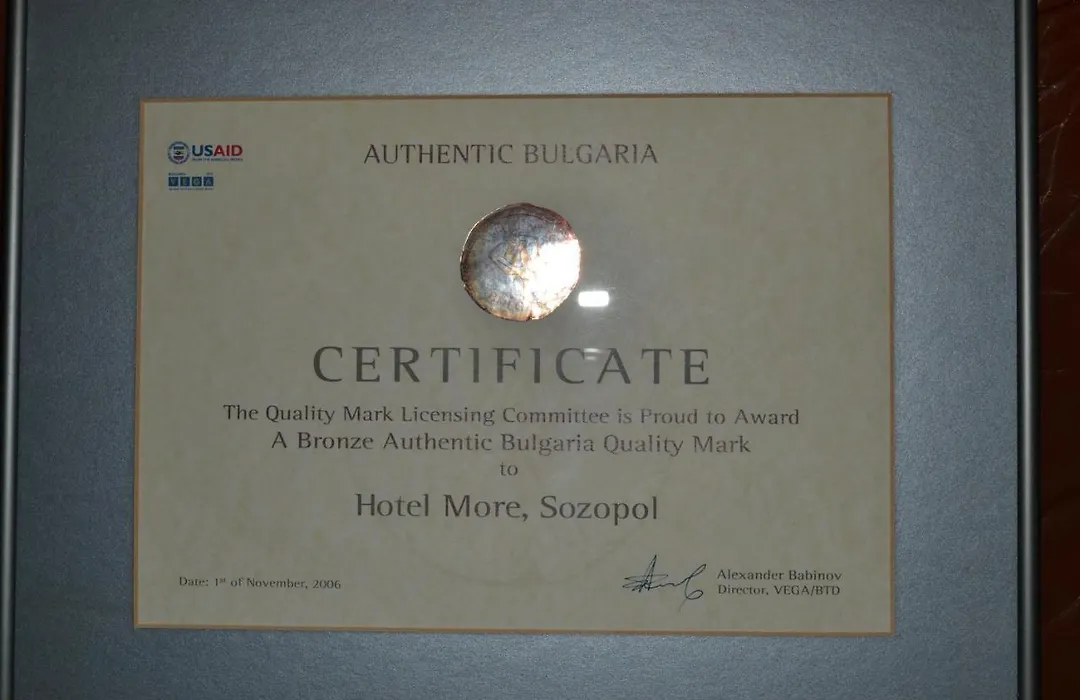 USAID
AUTHENTIC BULGARIA
VEGA
CERTIFICATE
The Quality Mark Licensing Committee is Proud to Award
A Bronze Authentic Bulgaria Quality Mark
to
Hotel More, Sozopol
Date: 1st of November, 2006
Alexander Babinov
Director, VEGA/BTD